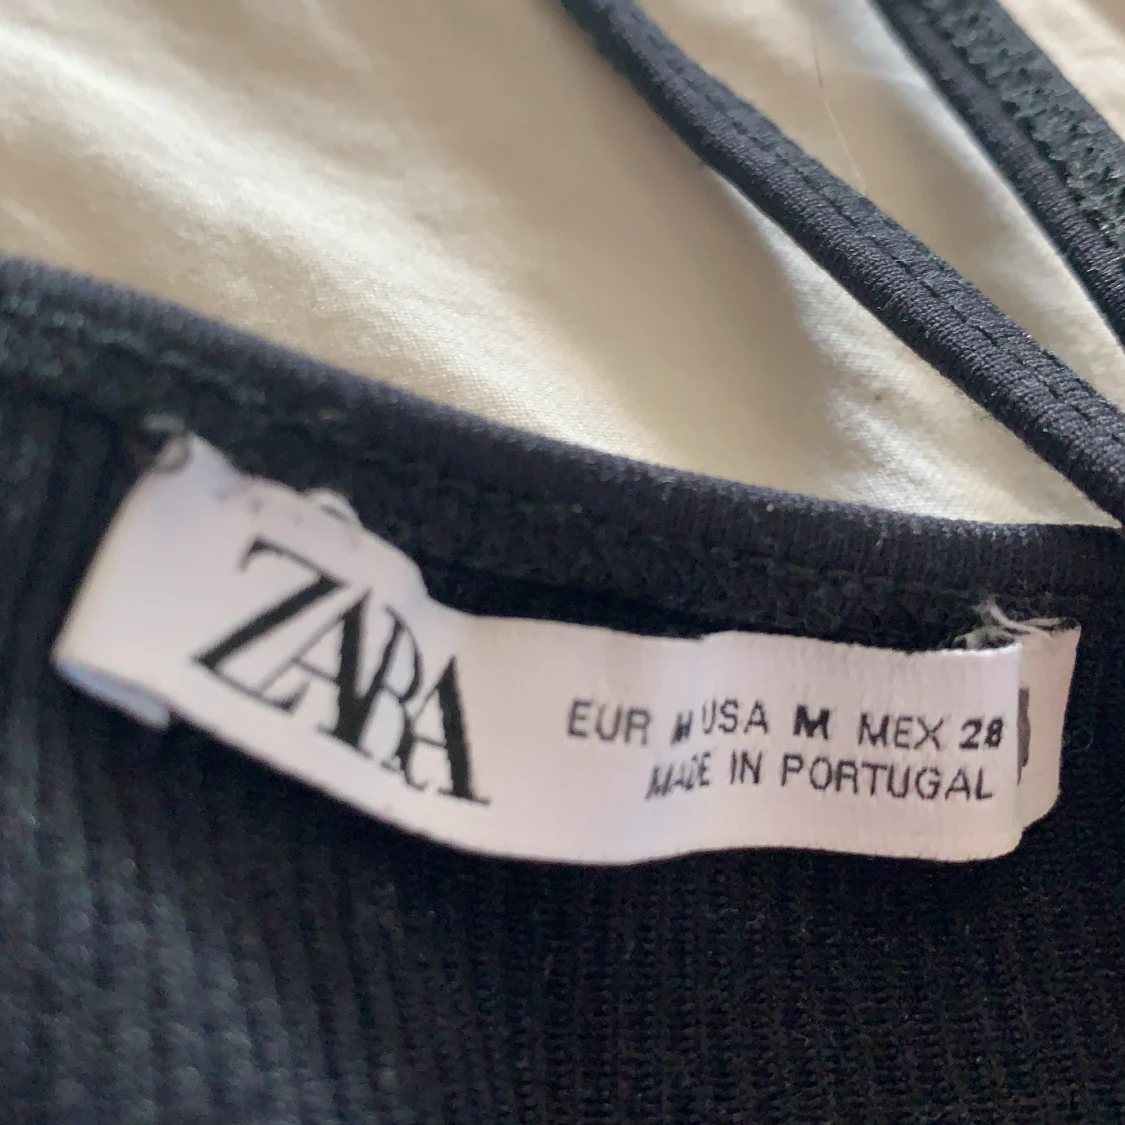 ZARA
EUR M USA M MEX 28
MADE IN PORTUGAL